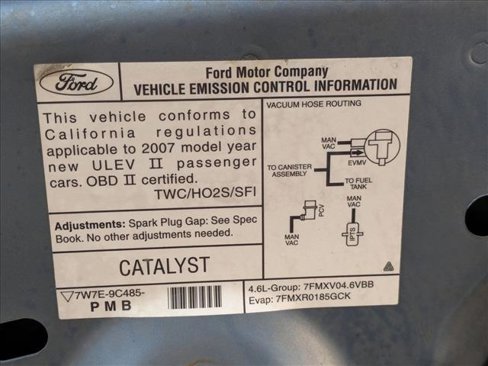 Ford
Ford Motor Company
VEHICLE EMISSION CONTROL INFORMATION
This vehicle conforms to
California regulations
applicable to 2007 model year
new ULEV II passenger
cars. OBD II certified.
TWC/HO2S/SFI
Adjustments: Spark Plug Gap: See Spec
Book. No other adjustments needed.
CATALYST
7W7E-9C485-
PMB
VACUUM HOSE ROUTING
MAN
VAC
EVMV
TO CANISTER
ASSEMBLY
TO FUEL
TANK
PCV
MAN
VAC
MAN
VAC
IPTS
4.6L-Group: 7FMXV04.6VBB
Evap: 7FMXR0185GCK